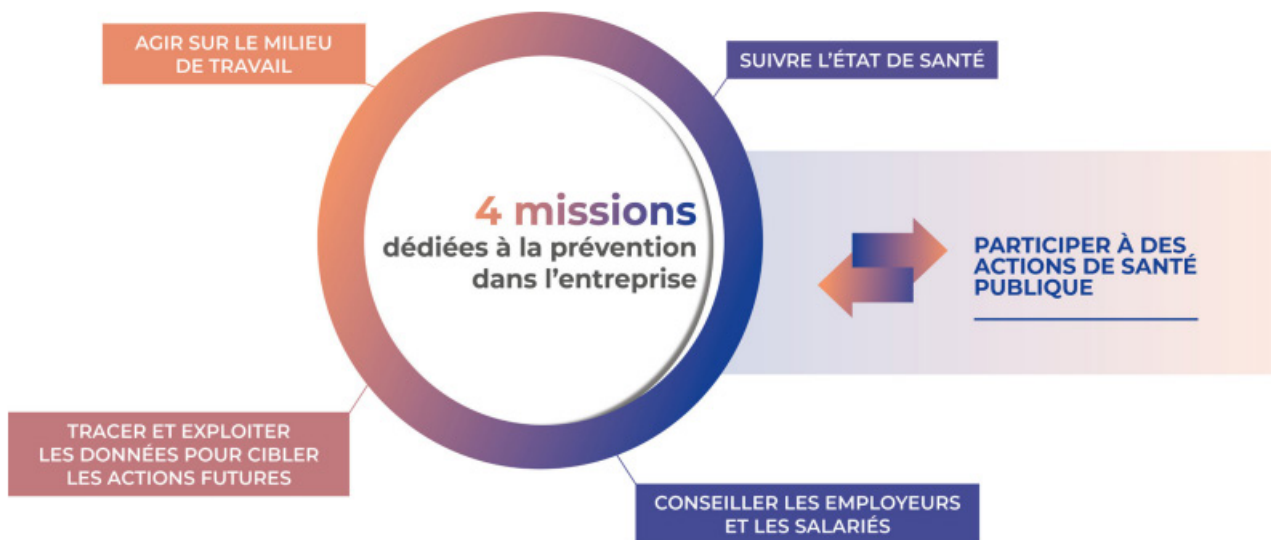 AGIR SUR LE MILIEU
DE TRAVAIL
SUIVRE L'ÉTAT DE SANTÉ
4 missions
dédiées à la prévention
dans l'entreprise
PARTICIPER À DES
ACTIONS DE SANTÉ
PUBLIQUE
TRACER ET EXPLOITER
LES DONNÉES POUR CIBLER
LES ACTIONS FUTURES
CONSEILLER LES EMPLOYEURS
ET LES SALARIÉS